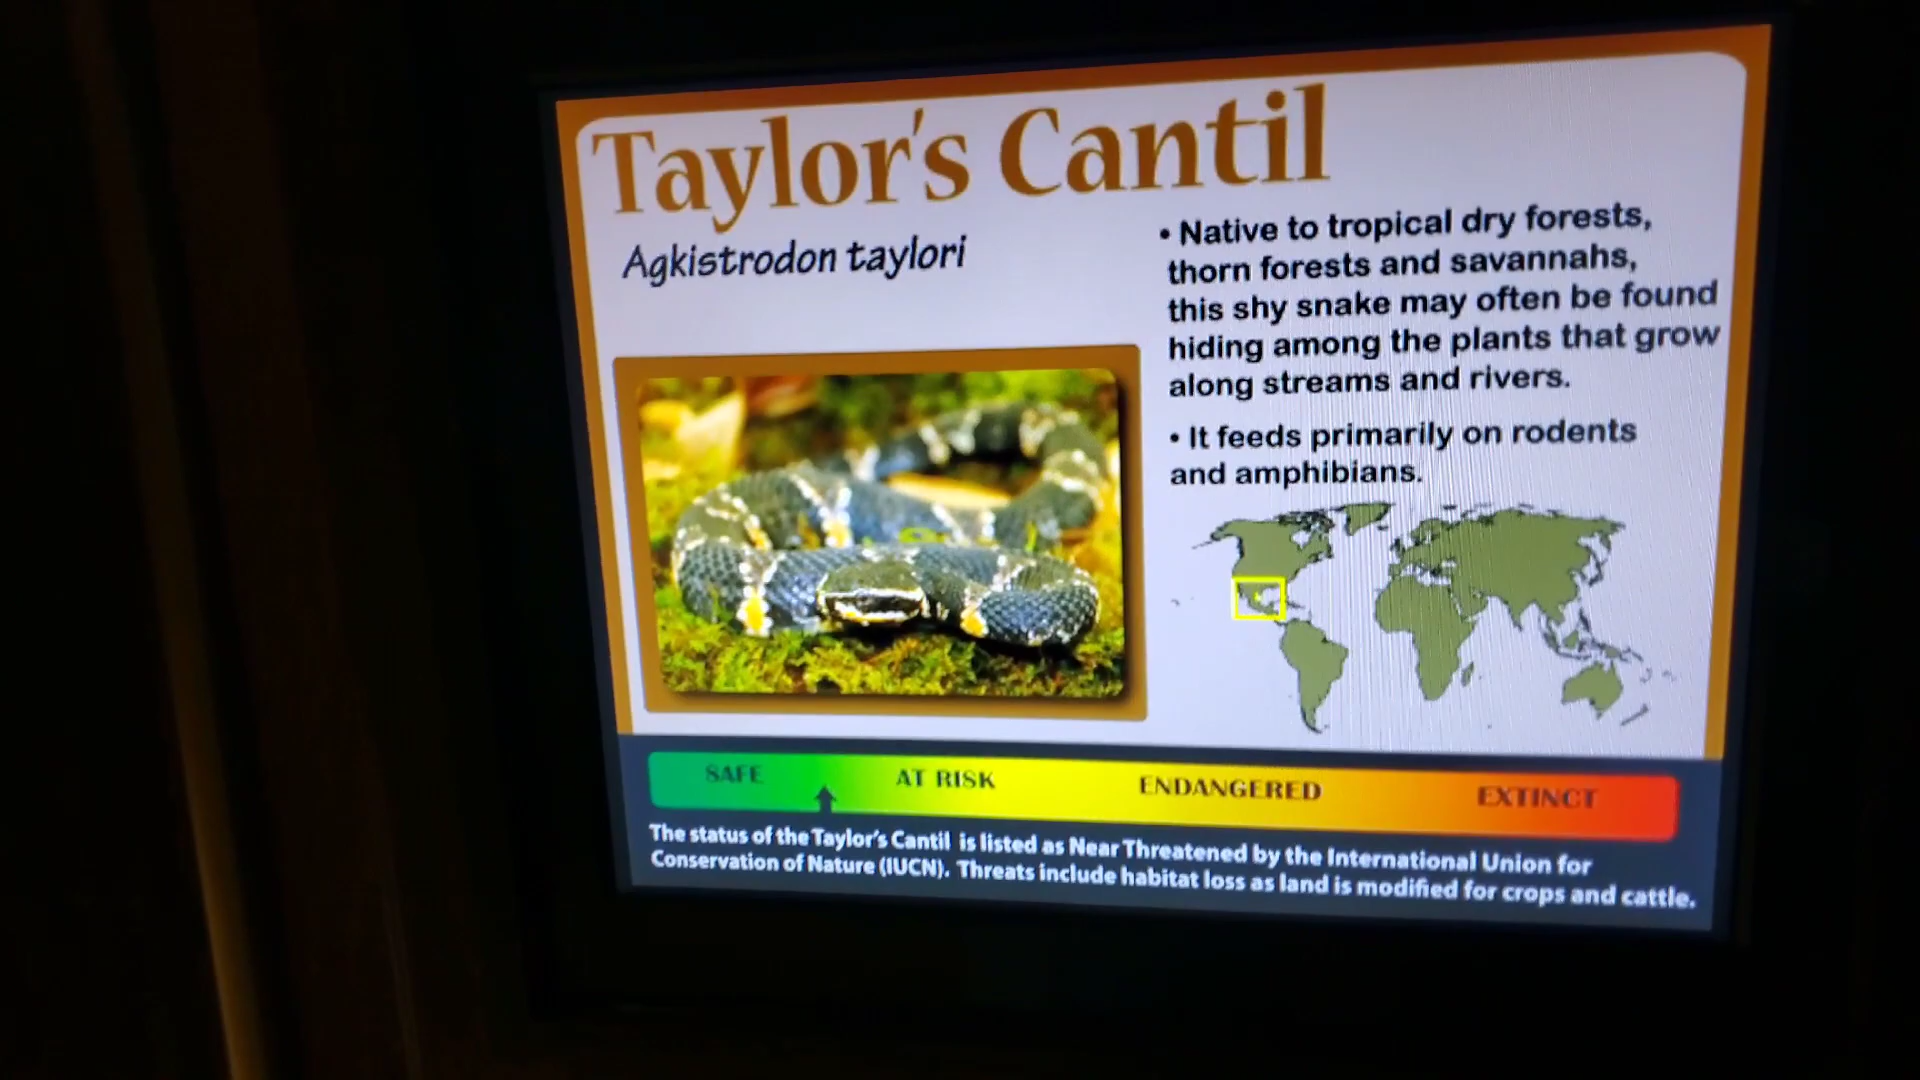 Taylor's Cantil
Agkistrodon taylori
• Native to tropical dry forests,
thorn forests and savannahs,
this shy snake may often be found
hiding among the plants that grow
along streams and rivers.
• It feeds primarily on rodents
and amphibians.
SAFE
AT RISK
ENDANGERED
EXTINCT
The status of the Taylor's Cantil is listed as Near Threatened by the International Union for
Conservation of Nature (IUCN). Threats include habitat loss as land is modified for crops and cattle.